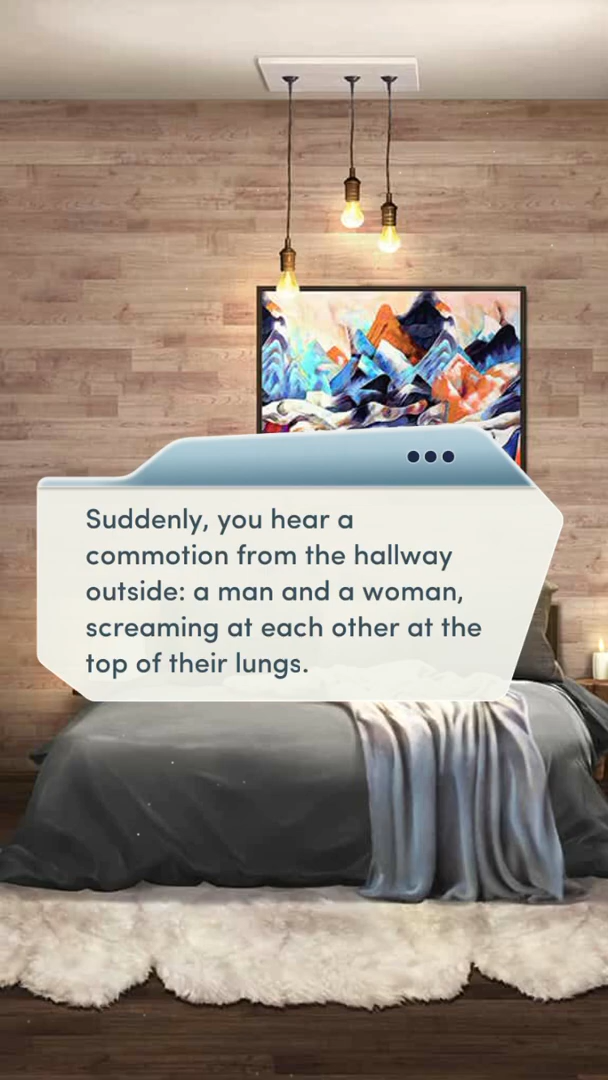 Suddenly, you hear a
commotion from the hallway
outside: a man and a woman,
screaming at each other at the
top of their lungs.